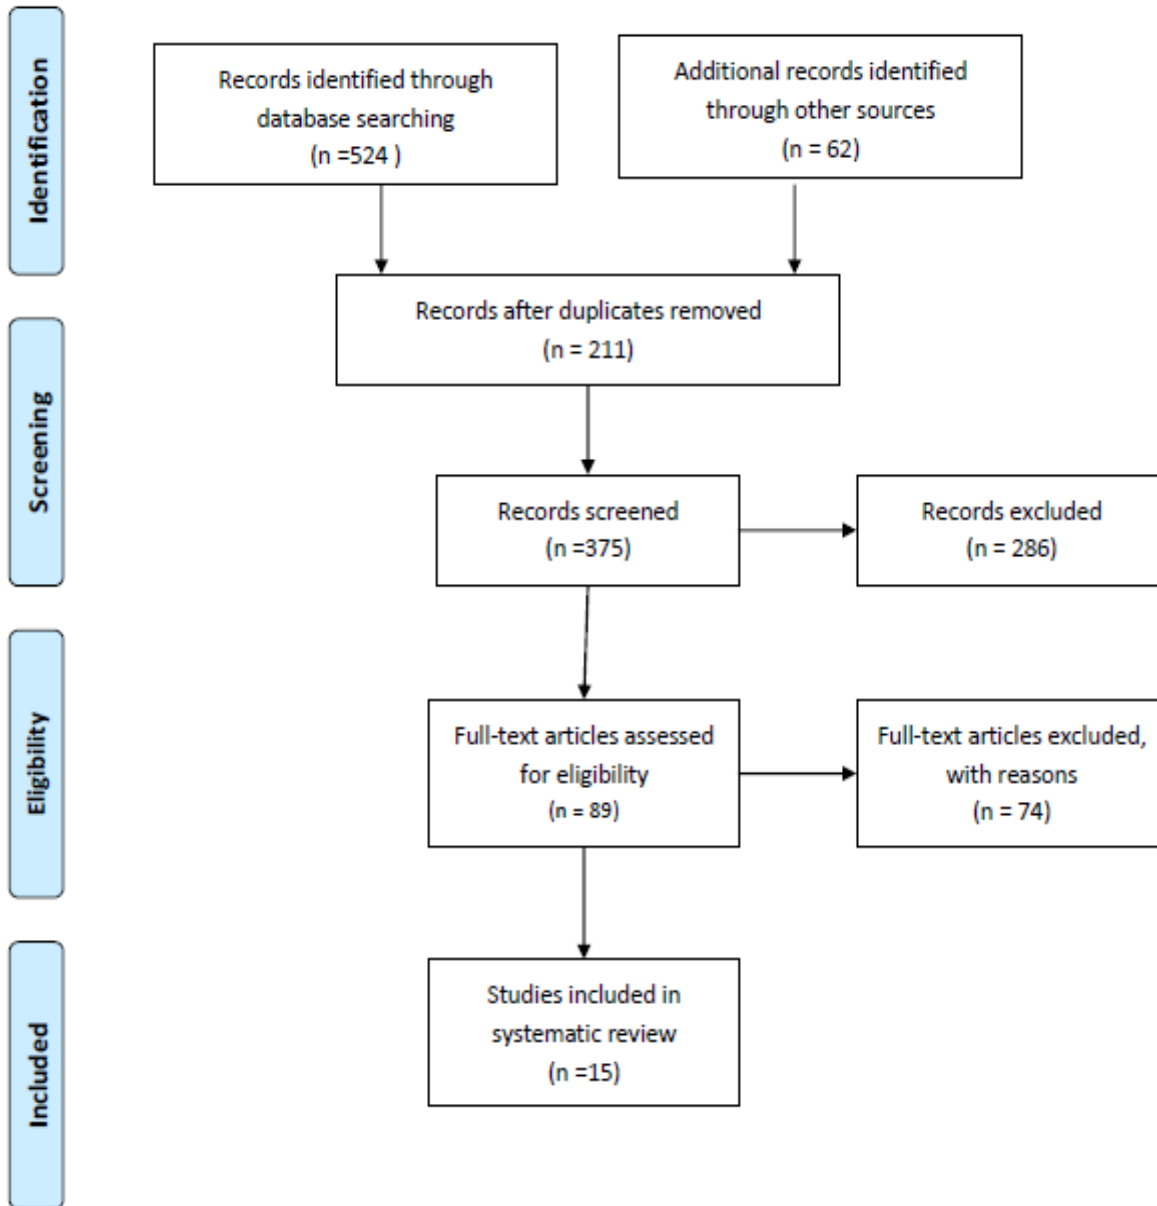 Identification
Records identified through
database searching
(n =524 )
Additional records identified
through other sources
(n = 62)
Records after duplicates removed
(n = 211)
Screening
Records screened
(n =375)
Records excluded
(n = 286)
Eligibility
Full-text articles assessed
for eligibility
(n = 89)
Full-text articles excluded,
with reasons
(n = 74)
Included
Studies included in
systematic review
(n =15)